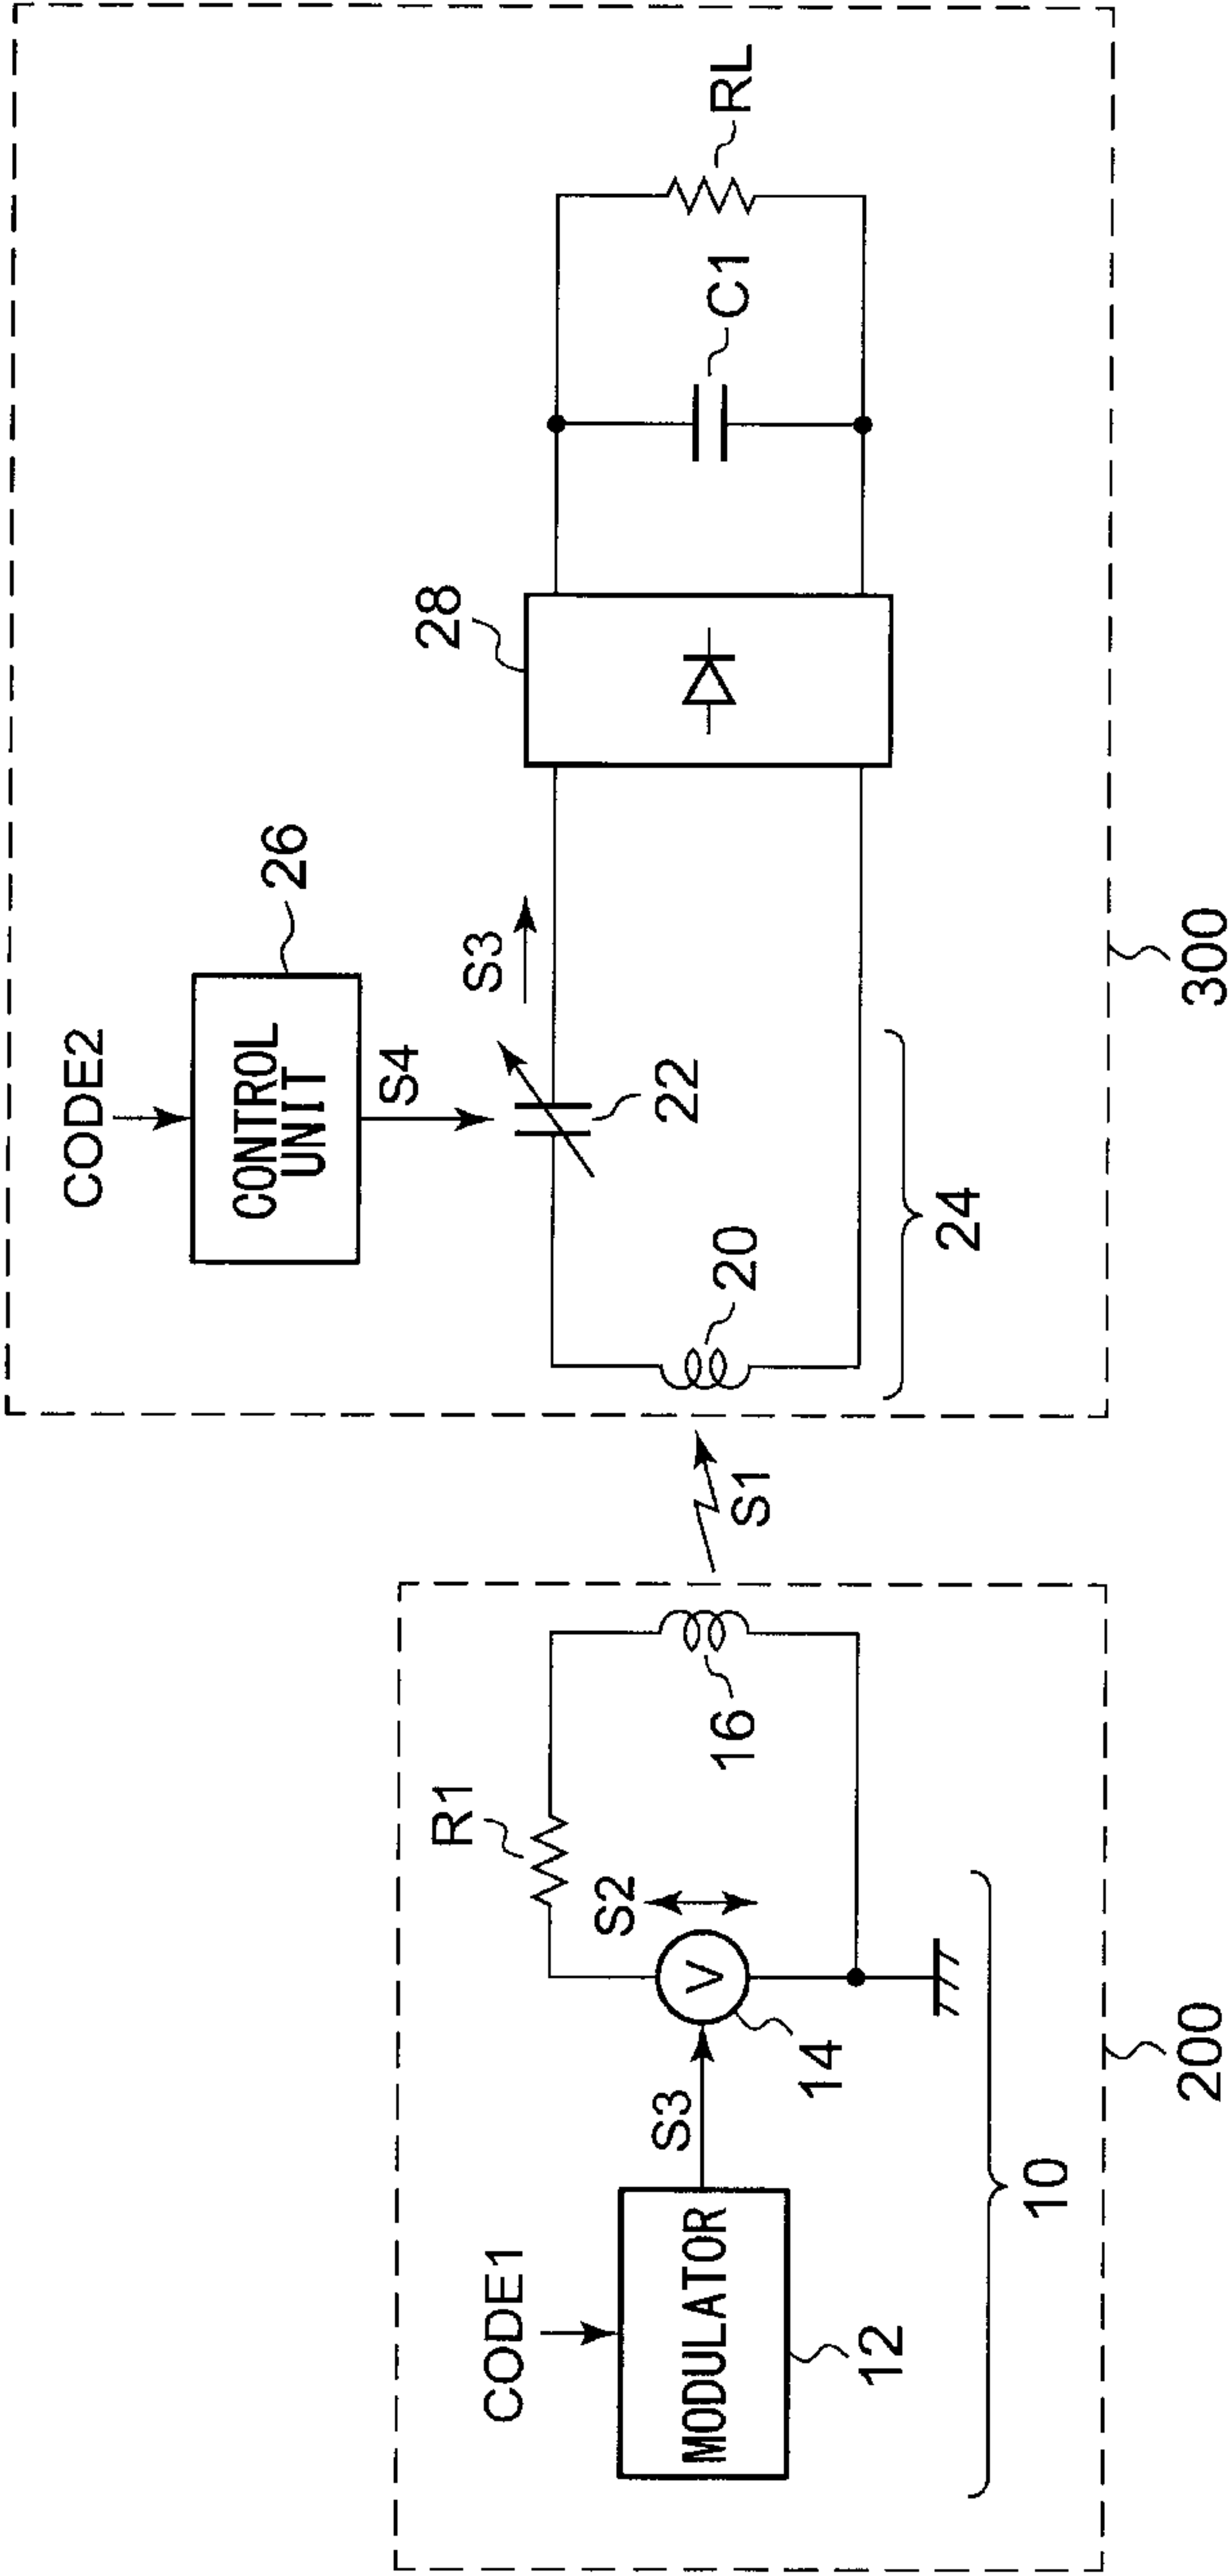 CODE1
MODULATOR
12
S3
14
V
S2
R1
16
10
200
S1
CODE2
CONTROL
UNIT
26
S4
S3
22
20
24
28
C1
RL
300